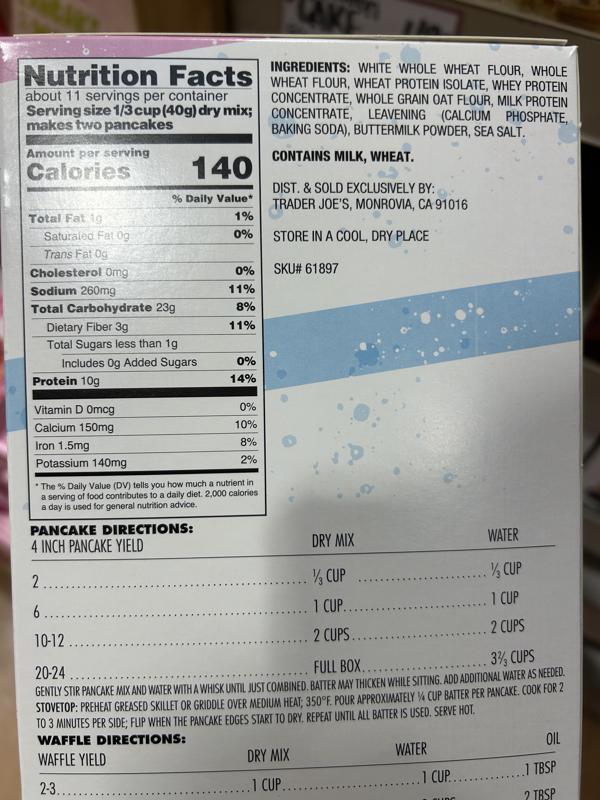 CAKE
Nutrition Facts
about 11 servings per container
Serving size 1/3 cup (40g) dry mix;
makes two pancakes
Amount per serving
Calories 140
% Daily Value*
Total Fat 1g 1%
Saturated Fat 0g 0%
Trans Fat 0g
Cholesterol 0mg 0%
Sodium 260mg 11%
Total Carbohydrate 23g 8%
Dietary Fiber 3g 11%
Total Sugars less than 1g
Includes 0g Added Sugars 0%
Protein 10g 14%
Vitamin D 0mcg 0%
Calcium 150mg 10%
Iron 1.5mg 8%
Potassium 140mg 2%
* The % Daily Value (DV) tells you how much a nutrient in
a serving of food contributes to a daily diet. 2,000 calories
a day is used for general nutrition advice.
INGREDIENTS: WHITE WHOLE WHEAT FLOUR, WHOLE
WHEAT FLOUR, WHEAT PROTEIN ISOLATE, WHEY PROTEIN
CONCENTRATE, WHOLE GRAIN OAT FLOUR, MILK PROTEIN
CONCENTRATE, LEAVENING (CALCIUM PHOSPHATE,
BAKING SODA), BUTTERMILK POWDER, SEA SALT.
CONTAINS MILK, WHEAT.
DIST. & SOLD EXCLUSIVELY BY:
TRADER JOE'S, MONROVIA, CA 91016
STORE IN A COOL, DRY PLACE
SKU# 61897
PANCAKE DIRECTIONS:
4 INCH PANCAKE YIELD DRY MIX WATER
2 ⅓ CUP ⅓ CUP
6 1 CUP 1 CUP
10-12 2 CUPS 2 CUPS
20-24 FULL BOX 3⅔ CUPS
GENTLY STIR PANCAKE MIX AND WATER WITH A WHISK UNTIL JUST COMBINED. BATTER MAY THICKEN WHILE SITTING. ADD ADDITIONAL WATER AS NEEDED.
STOVETOP: PREHEAT GREASED SKILLET OR GRIDDLE OVER MEDIUM HEAT; 350°F. POUR APPROXIMATELY ¼ CUP BATTER PER PANCAKE. COOK FOR 2
TO 3 MINUTES PER SIDE; FLIP WHEN THE PANCAKE EDGES START TO DRY. REPEAT UNTIL ALL BATTER IS USED. SERVE HOT.
WAFFLE DIRECTIONS:
WAFFLE YIELD DRY MIX WATER OIL
2-3 1 CUP 1 CUP 1 TBSP
2 TBSP